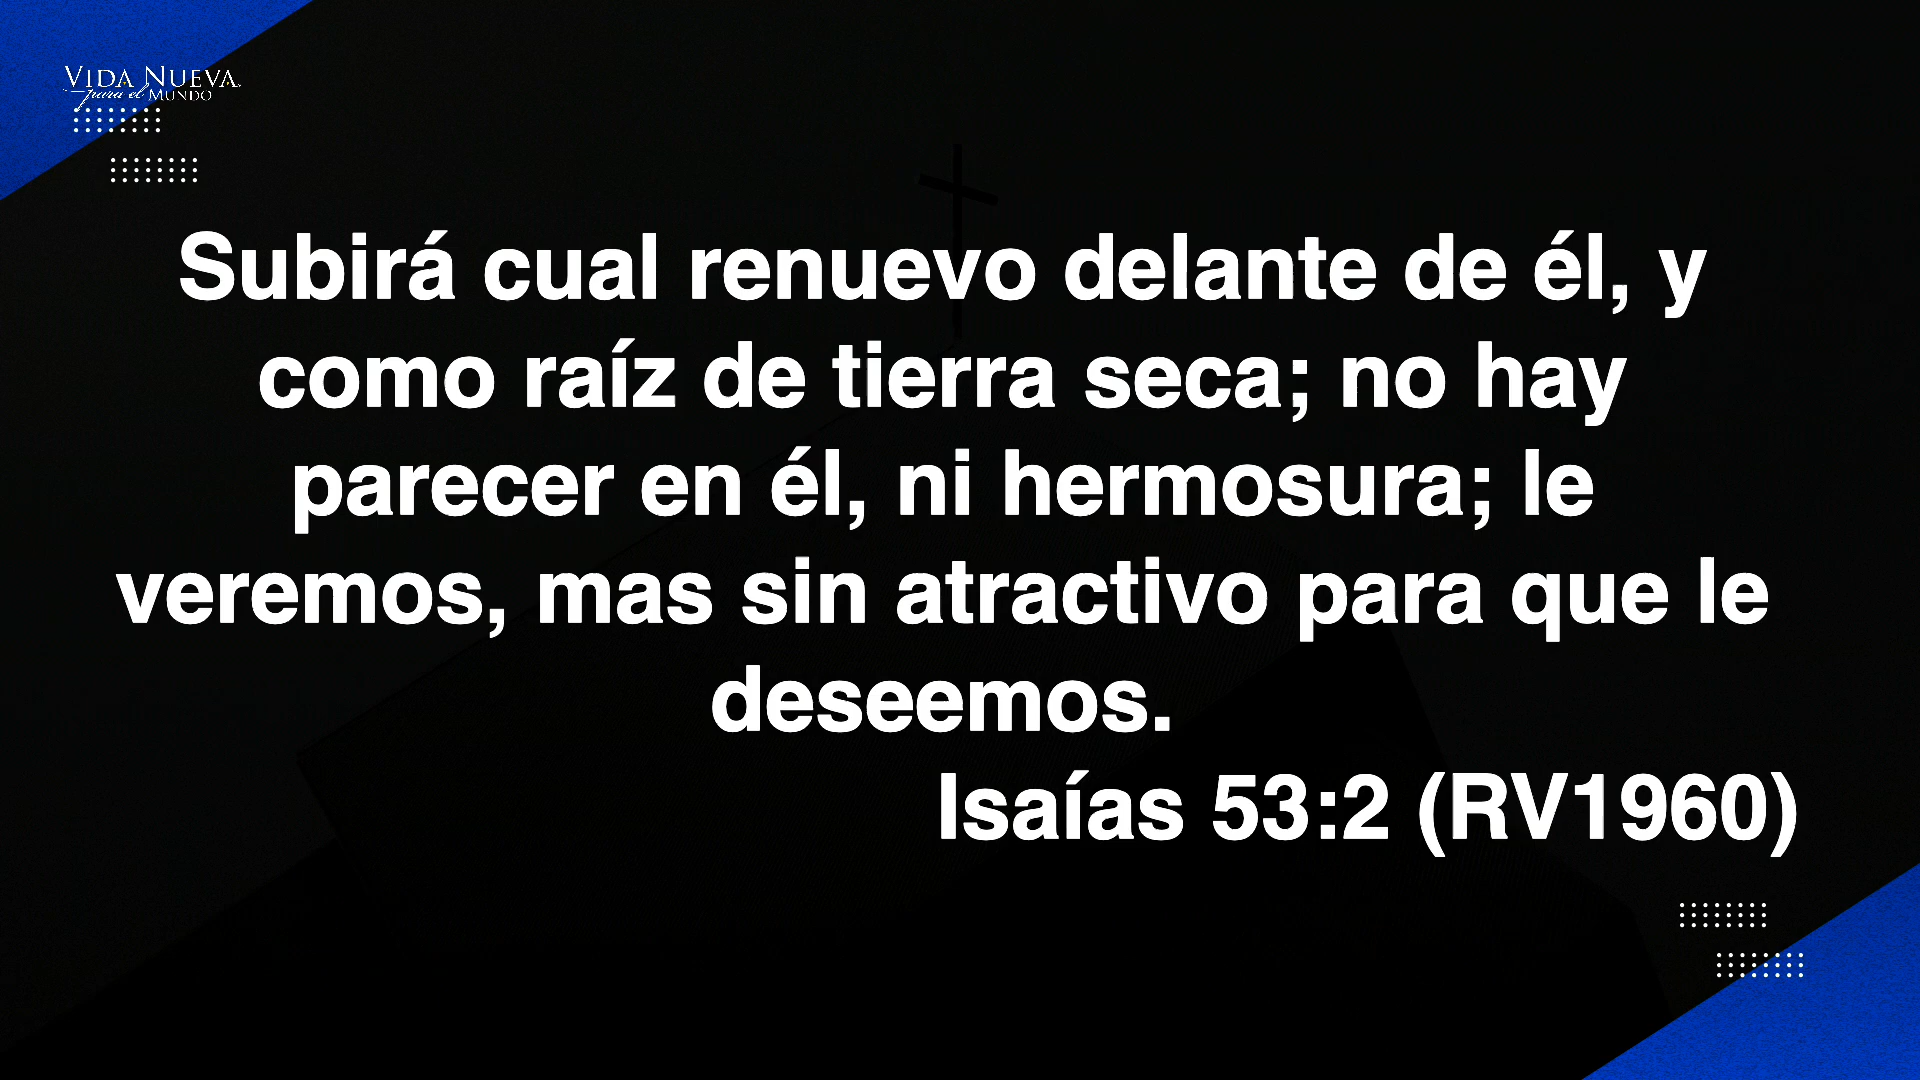 VIDA NUEVA
para el MUNDO
Subirá cual renuevo delante de él, y
como raíz de tierra seca; no hay
parecer en él, ni hermosura; le
veremos, mas sin atractivo para que le
deseemos.
Isaías 53:2 (RV1960)